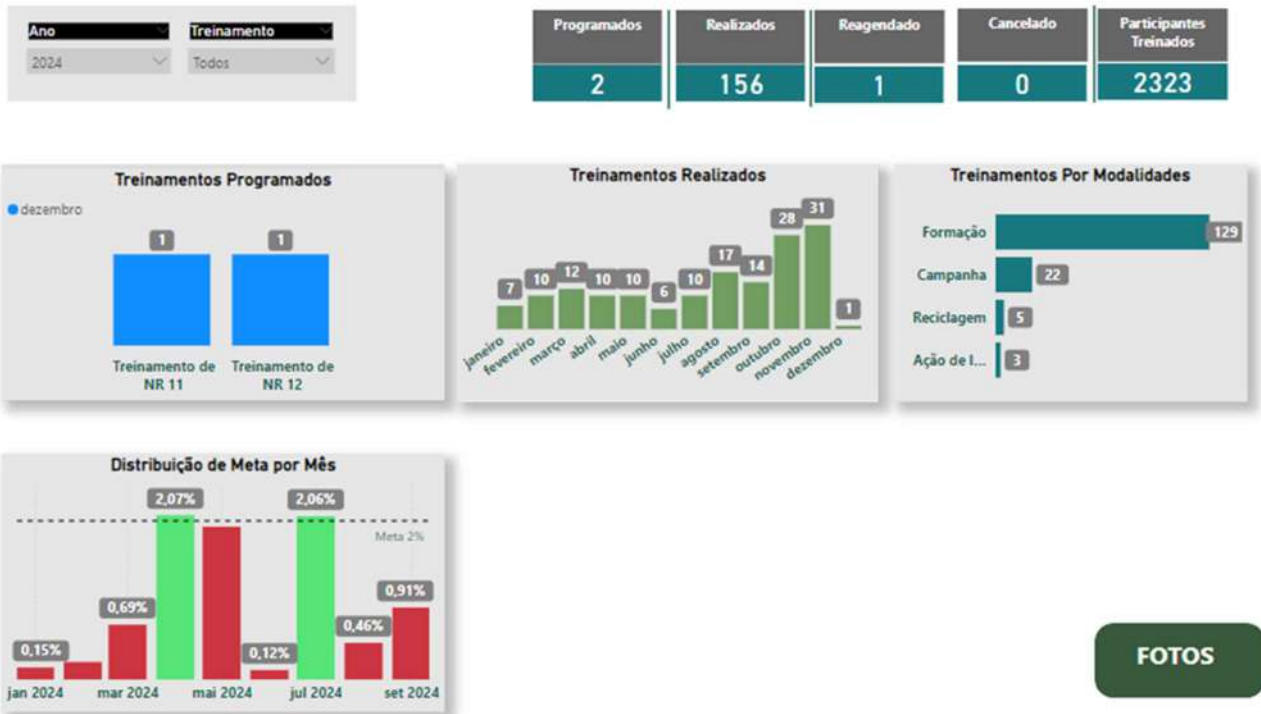 Ano
Treinamento
2024
Todos
Programados
Realizados
Reagendado
Cancelado
Participantes
Treinados
2
156
1
0
2323
Treinamentos Programados
dezembro
1
1
Treinamento de
NR 11
Treinamento de
NR 12
Treinamentos Realizados
7
10
12
10
10
6
10
17
14
28
31
1
janeiro
fevereiro
março
abril
maio
junho
julho
agosto
setembro
outubro
novembro
dezembro
Treinamentos Por Modalidades
Formação
129
Campanha
22
Reciclagem
5
Ação de I...
3
Distribuição de Meta por Mês
2,07%
2,06%
Meta 2%
0,91%
0,69%
0,46%
0,15%
0,12%
jan 2024
mar 2024
mai 2024
jul 2024
set 2024
FOTOS